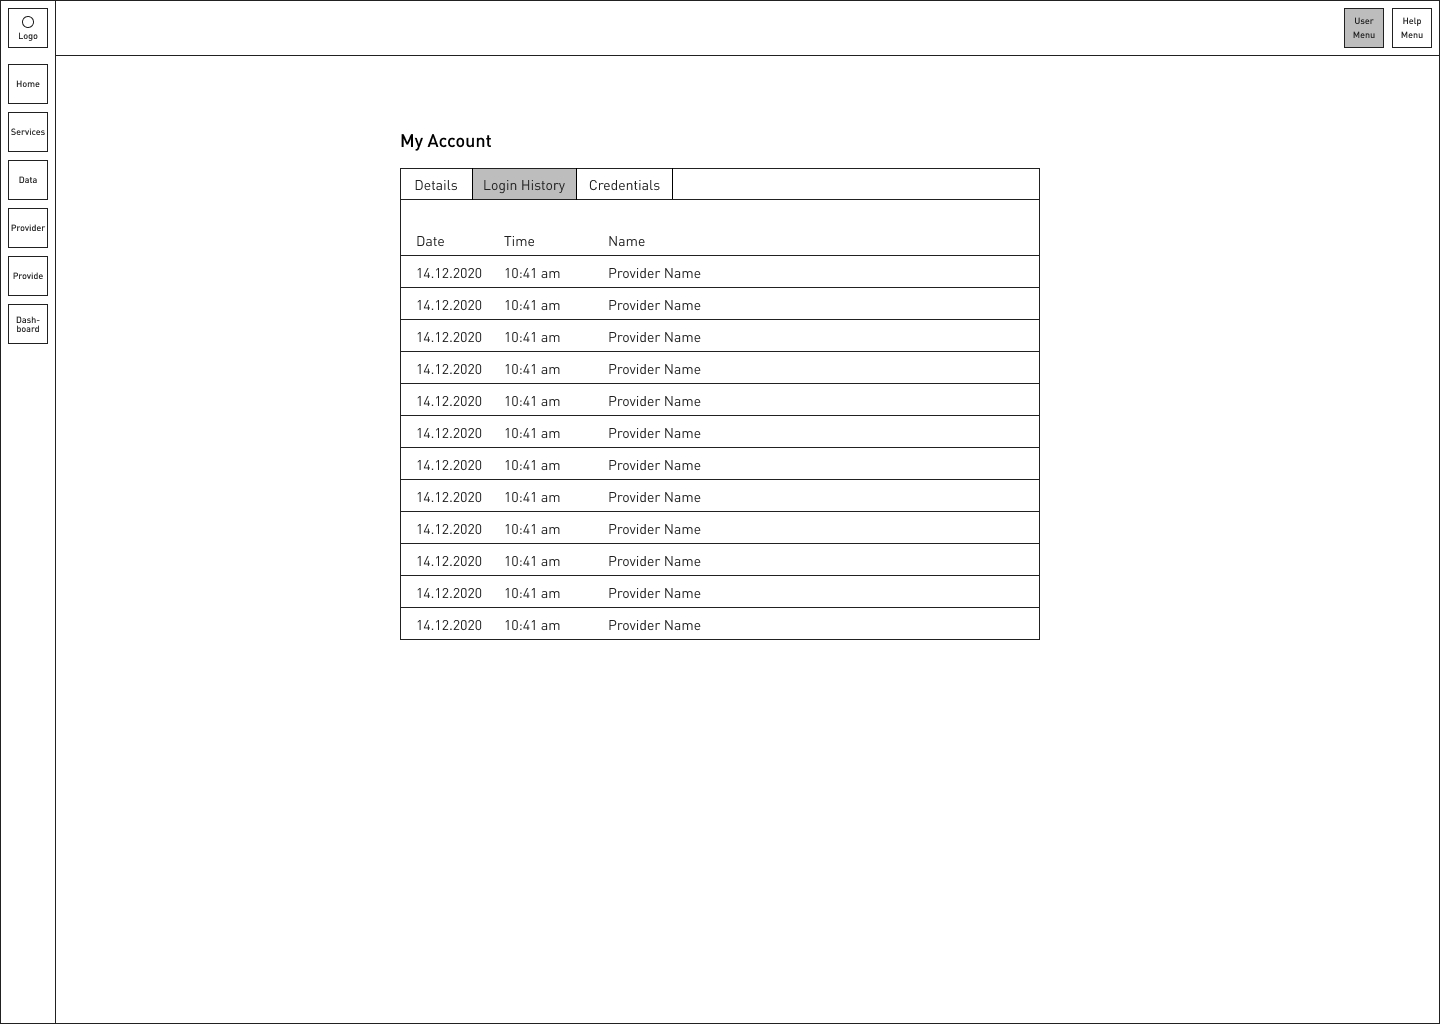 Logo
User
Menu
Help
Menu
Home
Services
Data
Provider
Provide
Dash-
board
My Account
Details Login History Credentials
Date Time Name
14.12.2020 10:41 am Provider Name
14.12.2020 10:41 am Provider Name
14.12.2020 10:41 am Provider Name
14.12.2020 10:41 am Provider Name
14.12.2020 10:41 am Provider Name
14.12.2020 10:41 am Provider Name
14.12.2020 10:41 am Provider Name
14.12.2020 10:41 am Provider Name
14.12.2020 10:41 am Provider Name
14.12.2020 10:41 am Provider Name
14.12.2020 10:41 am Provider Name
14.12.2020 10:41 am Provider Name